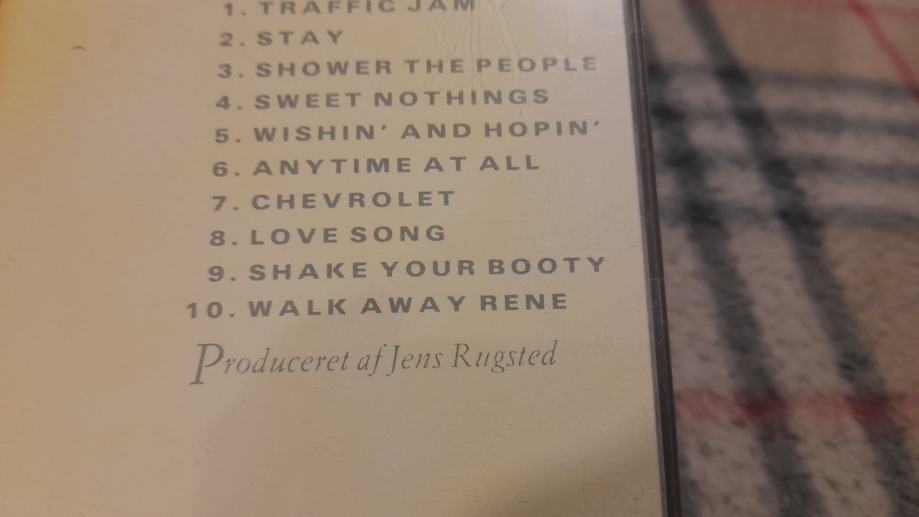 1. TRAFFIC JAM
2. STAY
3. SHOWER THE PEOPLE
4. SWEET NOTHINGS
5. WISHIN' AND HOPIN'
6. ANYTIME AT ALL
7. CHEVROLET
8. LOVE SONG
9. SHAKE YOUR BOOTY
10. WALK AWAY RENE
Produceret af Jens Rugsted